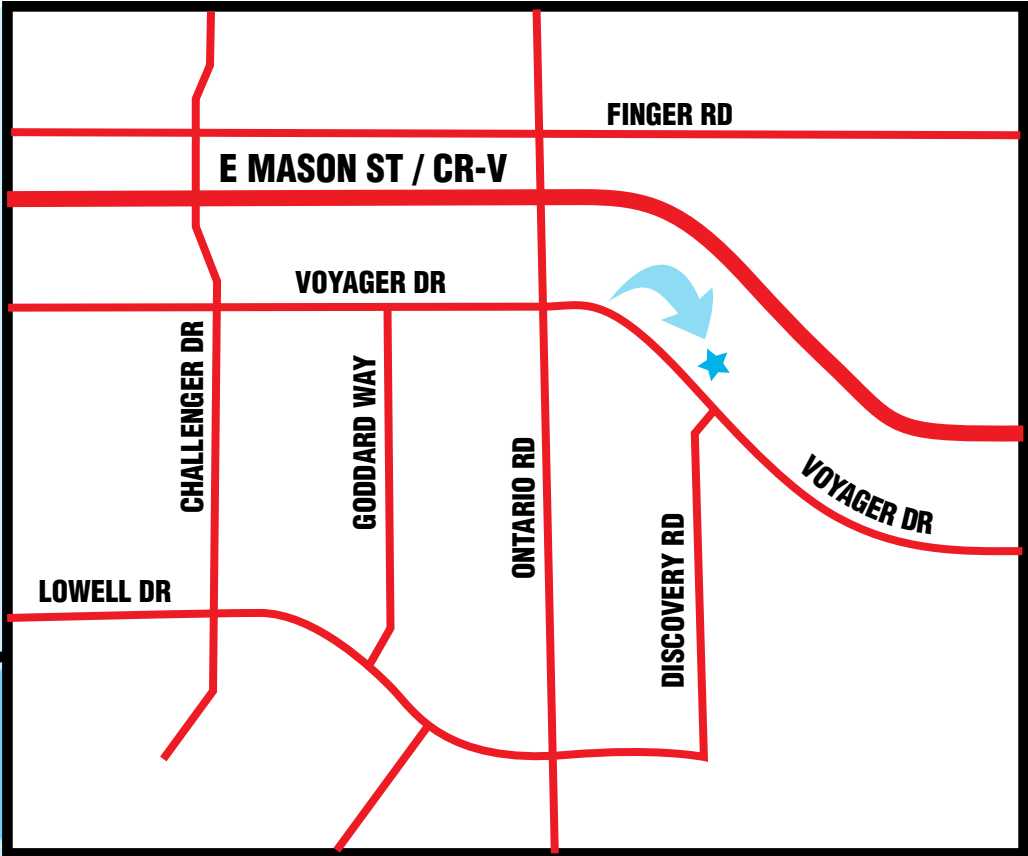 FINGER RD
E MASON ST / CR-V
VOYAGER DR
CHALLENGER DR
GODDARD WAY
ONTARIO RD
VOYAGER DR
DISCOVERY RD
LOWELL DR